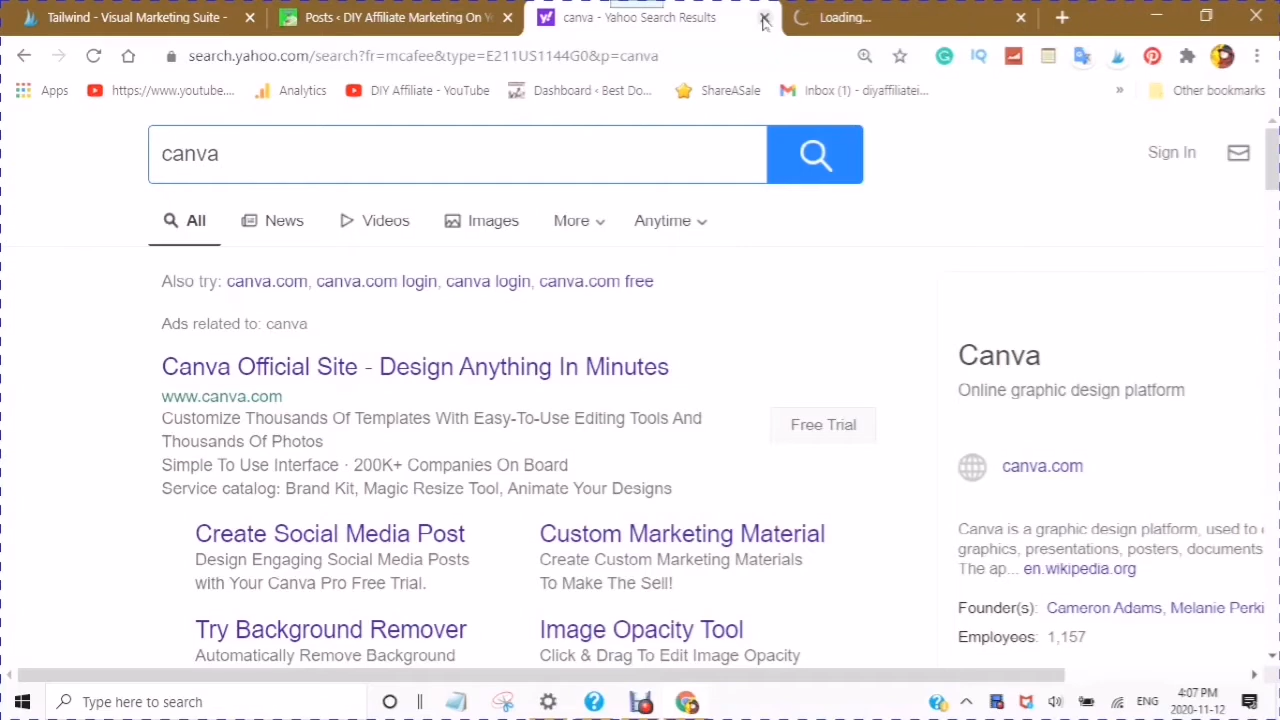 Tailwind - Visual Marketing Suite -
Posts ‹ DIY Affiliate Marketing On Y
canva - Yahoo Search Results
Loading...
search.yahoo.com/search?fr=mcafee&type=E211US1144G0&p=canva
Apps
https://www.youtube....
Analytics
DIY Affiliate - YouTube
Dashboard ‹ Best Do...
ShareASale
Inbox (1) - diyaffiliatei...
»
Other bookmarks
canva
Sign In
All
News
Videos
Images
More
Anytime
Also try: canva.com, canva.com login, canva login, canva.com free
Ads related to: canva
Canva Official Site - Design Anything In Minutes
www.canva.com
Customize Thousands Of Templates With Easy-To-Use Editing Tools And
Thousands Of Photos
Simple To Use Interface · 200K+ Companies On Board
Service catalog: Brand Kit, Magic Resize Tool, Animate Your Designs
Free Trial
Create Social Media Post
Design Engaging Social Media Posts
with Your Canva Pro Free Trial.
Custom Marketing Material
Create Custom Marketing Materials
To Make The Sell!
Try Background Remover
Automatically Remove Background
Image Opacity Tool
Click & Drag To Edit Image Opacity
Canva
Online graphic design platform
canva.com
Canva is a graphic design platform, used to
graphics, presentations, posters, documents
The ap... en.wikipedia.org
Founder(s): Cameron Adams, Melanie Perki
Employees: 1,157
Type here to search
ENG
4:07 PM
2020-11-12